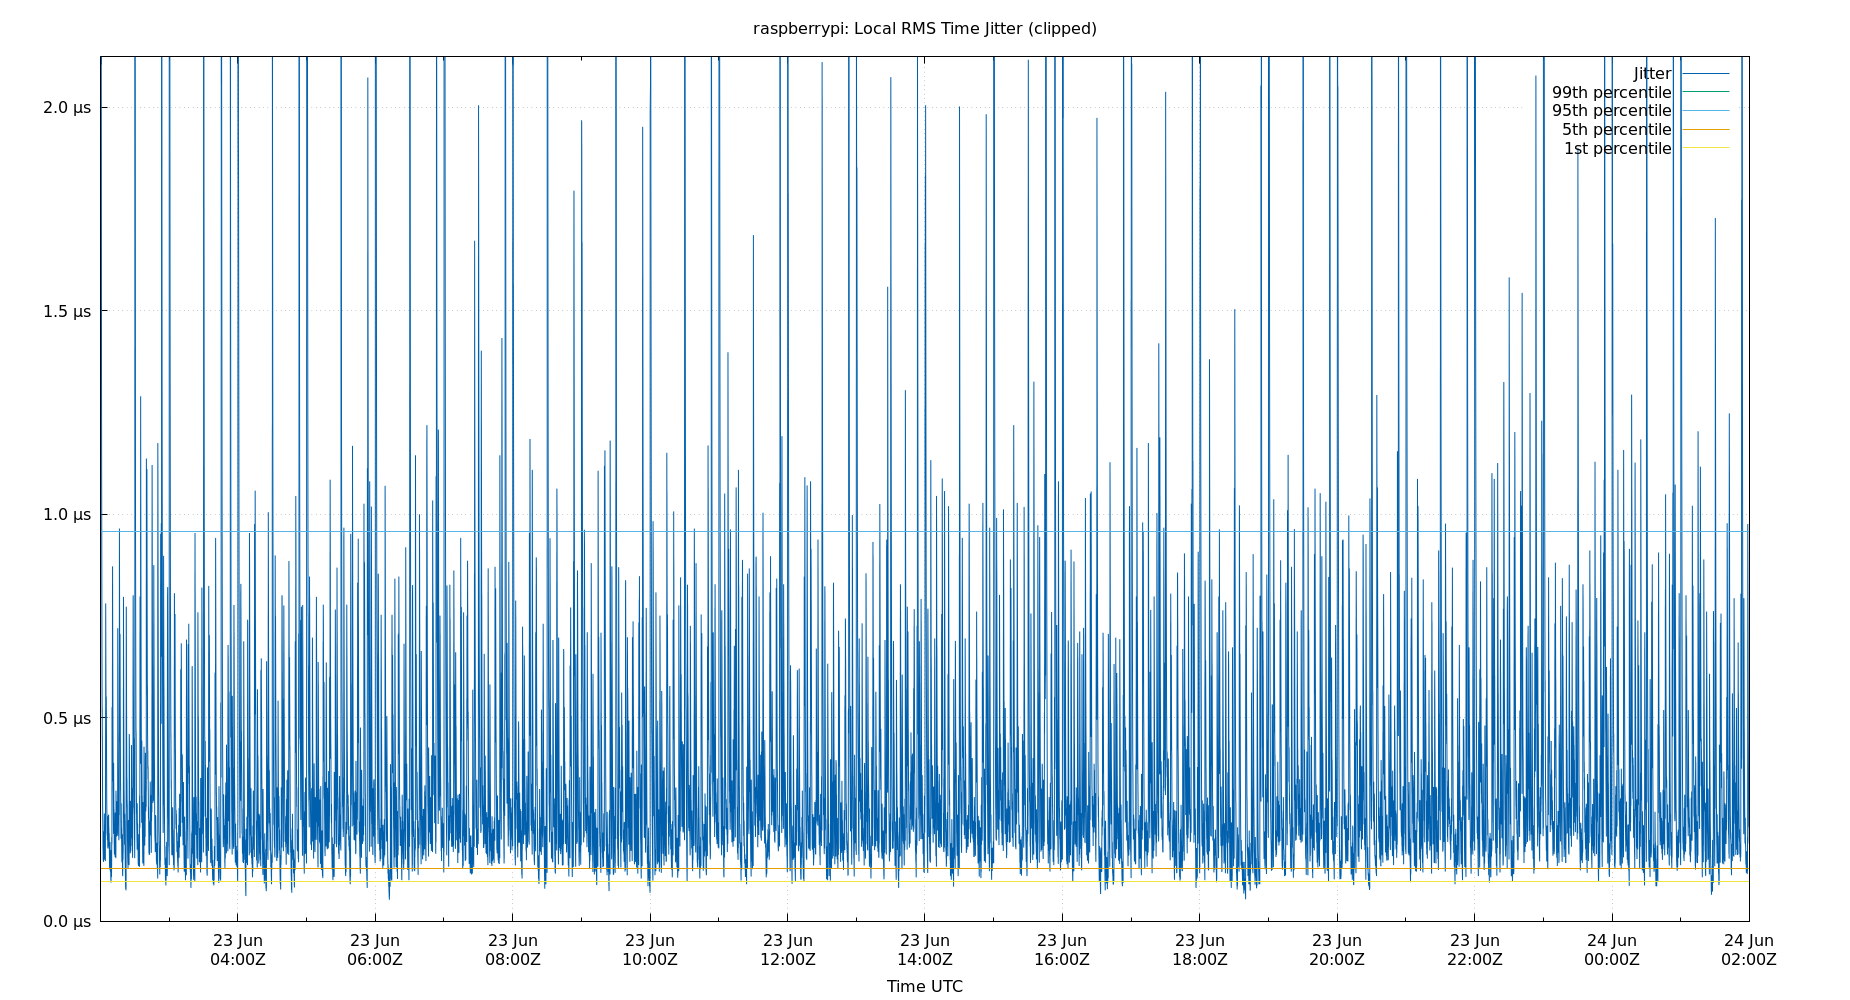 raspberrypi: Local RMS Time Jitter (clipped)
Jitter
99th percentile
95th percentile
5th percentile
1st percentile
2.0 µs
1.5 µs
1.0 µs
0.5 µs
0.0 µs
23 Jun 23 Jun 23 Jun 23 Jun 23 Jun 23 Jun 23 Jun 23 Jun 23 Jun 23 Jun 24 Jun 24 Jun
04:00Z 06:00Z 08:00Z 10:00Z 12:00Z 14:00Z 16:00Z 18:00Z 20:00Z 22:00Z 00:00Z 02:00Z
Time UTC